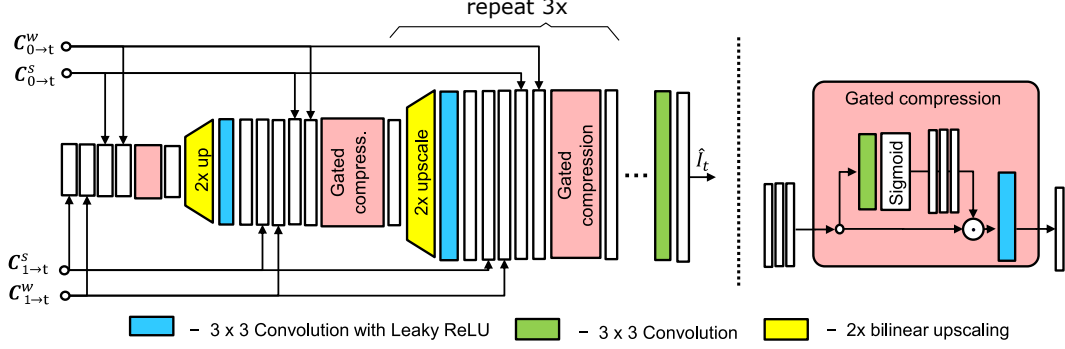 repeat 3x
C^w_{0→t}
C^s_{0→t}
2x up
Gated
compress.
2x upscale
Gated
compression
...
Î_t
C^s_{1→t}
C^w_{1→t}
Gated compression
Sigmoid
– 3 x 3 Convolution with Leaky ReLU
– 3 x 3 Convolution
– 2x bilinear upscaling